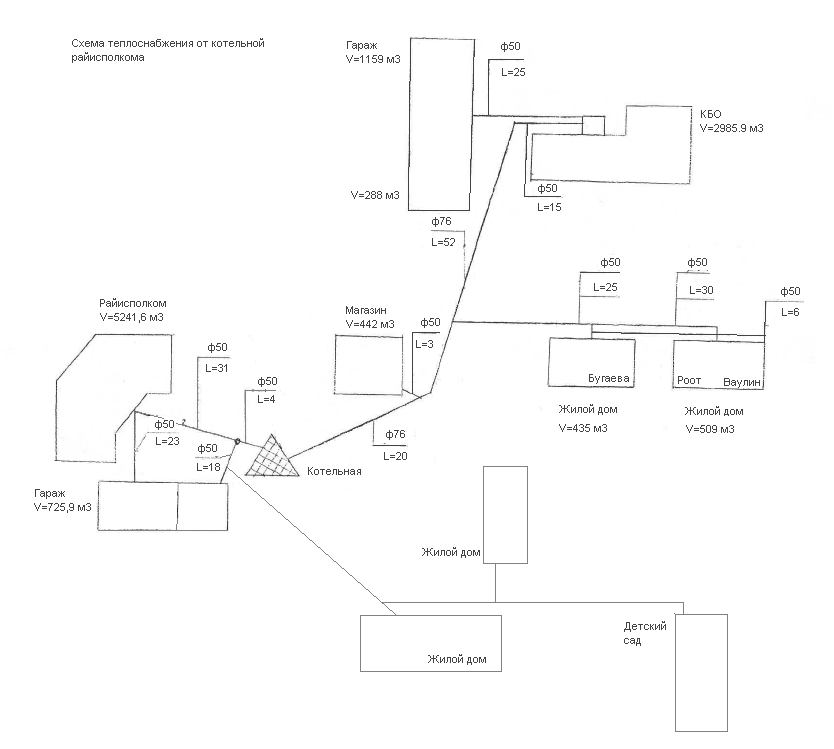 Схема теплоснабжения от котельной
райисполкома
Гараж
V=1159 м3
ф50
L=25
КБО
V=2985.9 м3
V=288 м3
ф50
L=15
ф76
L=52
ф50
L=25
ф50
L=30
ф50
L=6
Райисполком
V=5241,6 м3
Магазин
V=442 м3
ф50
L=3
ф50
L=31
ф50
L=4
Бугаева
Роот
Ваулин
Жилой дом
V=435 м3
Жилой дом
V=509 м3
ф50
L=23
ф50
L=18
ф76
L=20
Котельная
Гараж
V=725,9 м3
Жилой дом
Детский
сад
Жилой дом